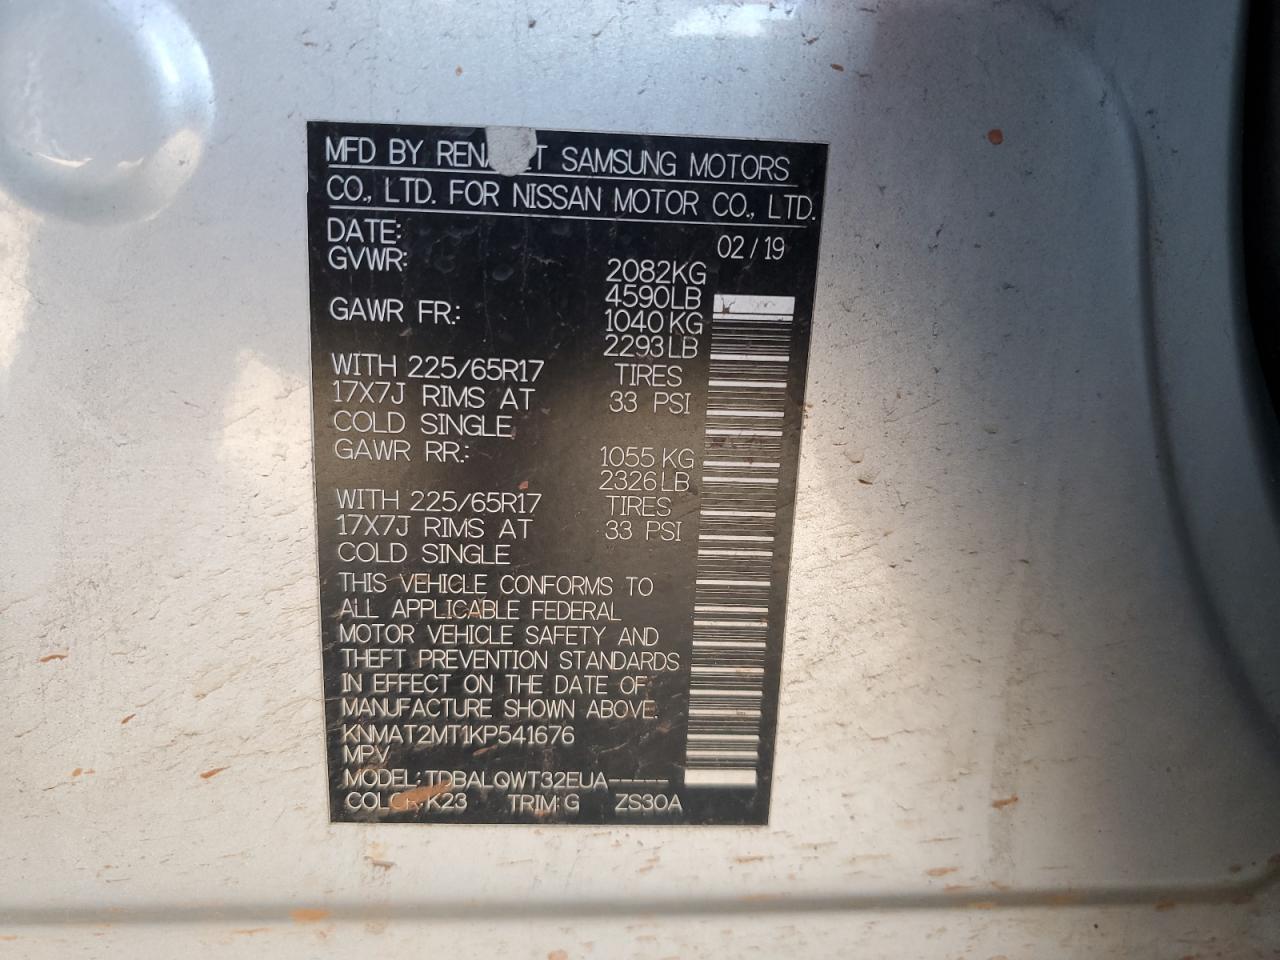 MFD BY RENAULT SAMSUNG MOTORS
CO., LTD. FOR NISSAN MOTOR CO., LTD.
DATE: 02/19
GVWR: 2082KG
4590LB
GAWR FR.: 1040KG
2293LB
WITH 225/65R17 TIRES
17X7J RIMS AT 33 PSI
COLD SINGLE
GAWR RR.: 1055KG
2326LB
WITH 225/65R17 TIRES
17X7J RIMS AT 33 PSI
COLD SINGLE
THIS VEHICLE CONFORMS TO
ALL APPLICABLE FEDERAL
MOTOR VEHICLE SAFETY AND
THEFT PREVENTION STANDARDS
IN EFFECT ON THE DATE OF
MANUFACTURE SHOWN ABOVE.
KNMAT2MT1KP541676
MPV
MODEL: TDBALQWT32EUA-----
COLOR: K23 TRIM: G ZS30A